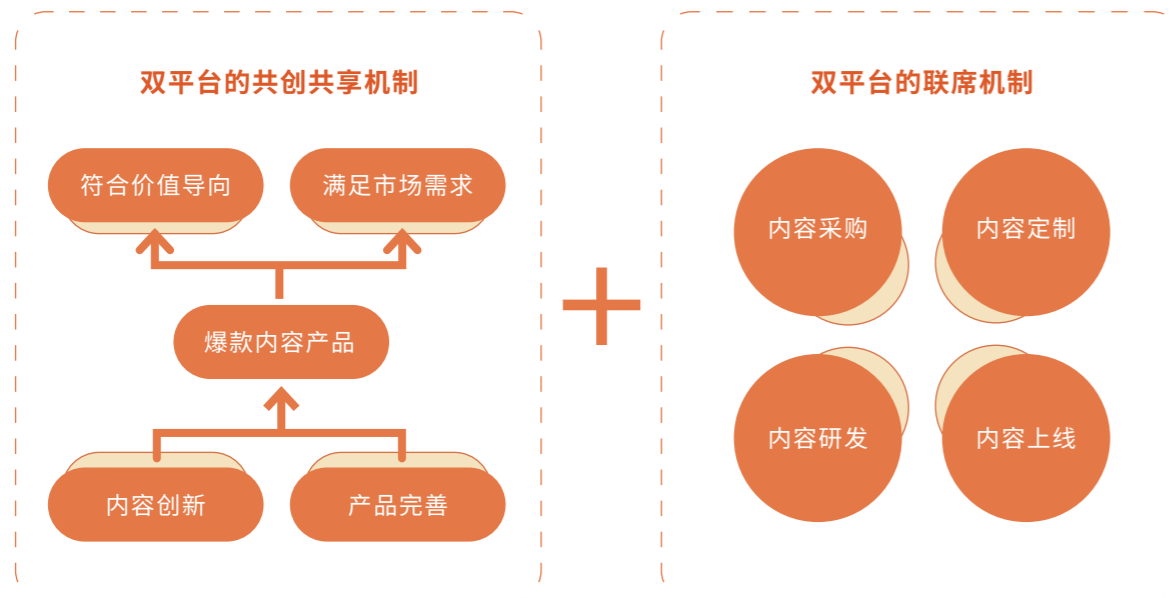 双平台的共创共享机制
符合价值导向
满足市场需求
爆款内容产品
内容创新
产品完善
双平台的联席机制
内容采购
内容定制
内容研发
内容上线